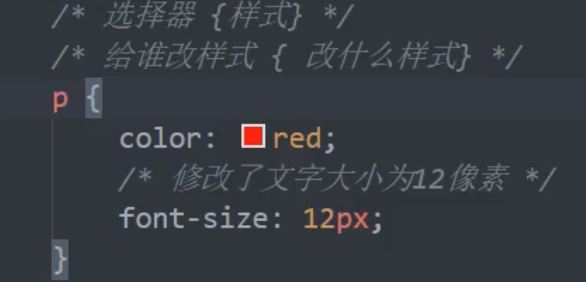 /* 选择器 {样式} */
/* 给谁改样式 { 改什么样式} */
p {
color: red;
/* 修改了文字大小为12像素 */
font-size: 12px;
}